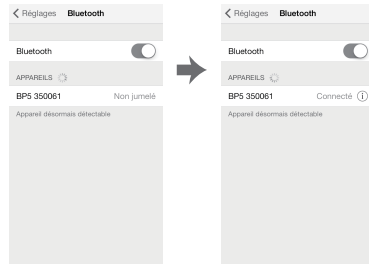 Réglages Bluetooth
Bluetooth
APPAREILS
BP5 350061 Non jumelé
Appareil désormais détectable
Réglages Bluetooth
Bluetooth
APPAREILS
BP5 350061 Connecté i
Appareil désormais détectable